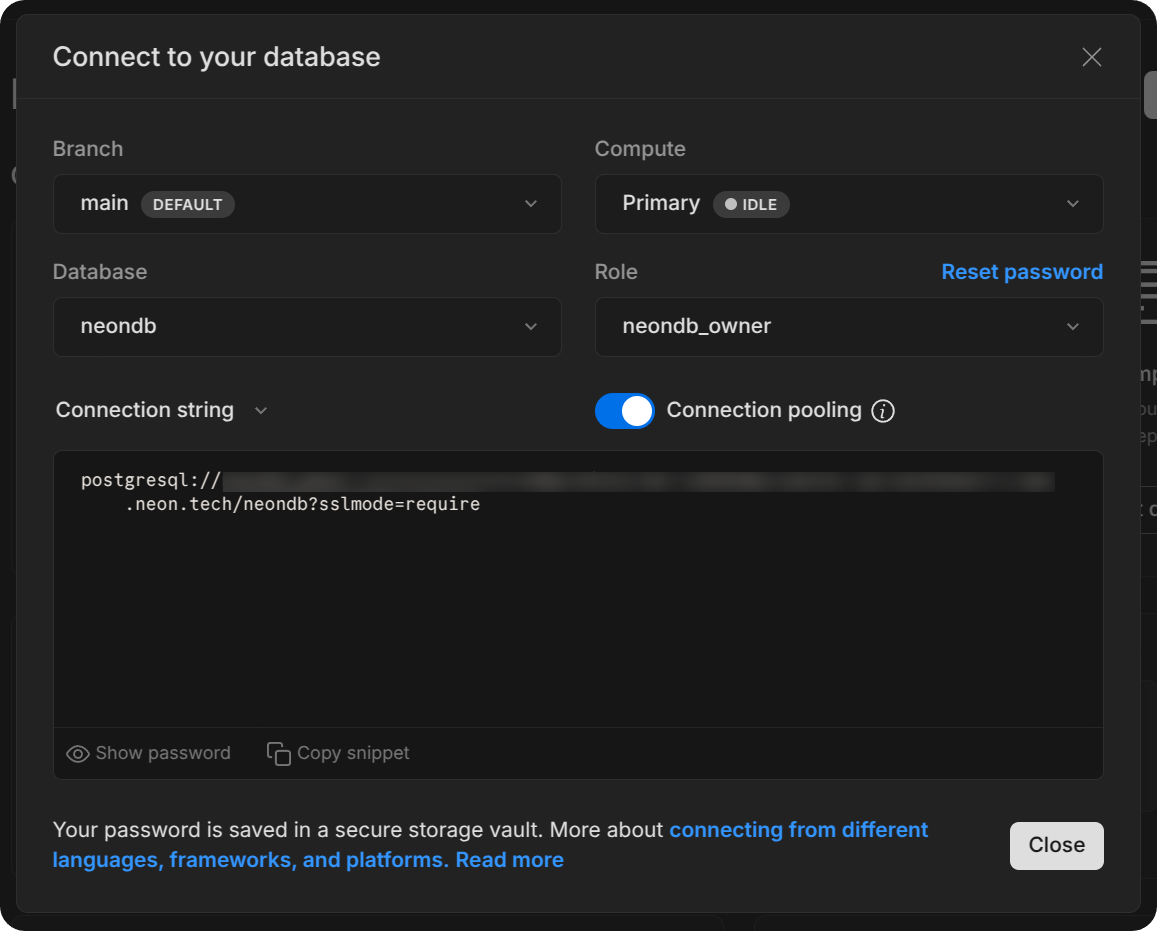 Connect to your database
Branch
Compute
main DEFAULT
Primary IDLE
Database
Role
Reset password
neondb
neondb_owner
Connection string
Connection pooling
postgresql://
.neon.tech/neondb?sslmode=require
Show password
Copy snippet
Your password is saved in a secure storage vault. More about connecting from different
languages, frameworks, and platforms. Read more
Close